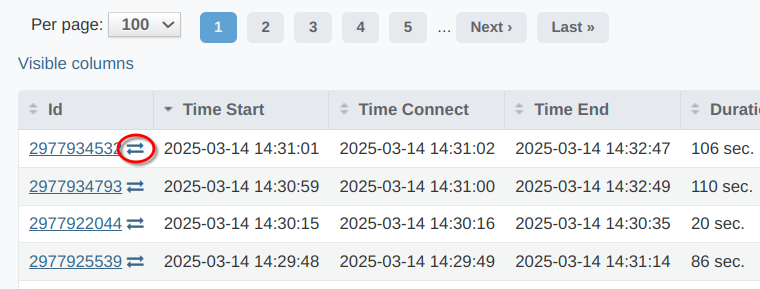 Per page: 100 1 2 3 4 5 ... Next › Last »
Visible columns
Id Time Start Time Connect Time End Duratio
2977934532 2025-03-14 14:31:01 2025-03-14 14:31:02 2025-03-14 14:32:47 106 sec.
2977934793 2025-03-14 14:30:59 2025-03-14 14:31:00 2025-03-14 14:32:49 110 sec.
2977922044 2025-03-14 14:30:15 2025-03-14 14:30:16 2025-03-14 14:30:35 20 sec.
2977925539 2025-03-14 14:29:48 2025-03-14 14:29:49 2025-03-14 14:31:14 86 sec.